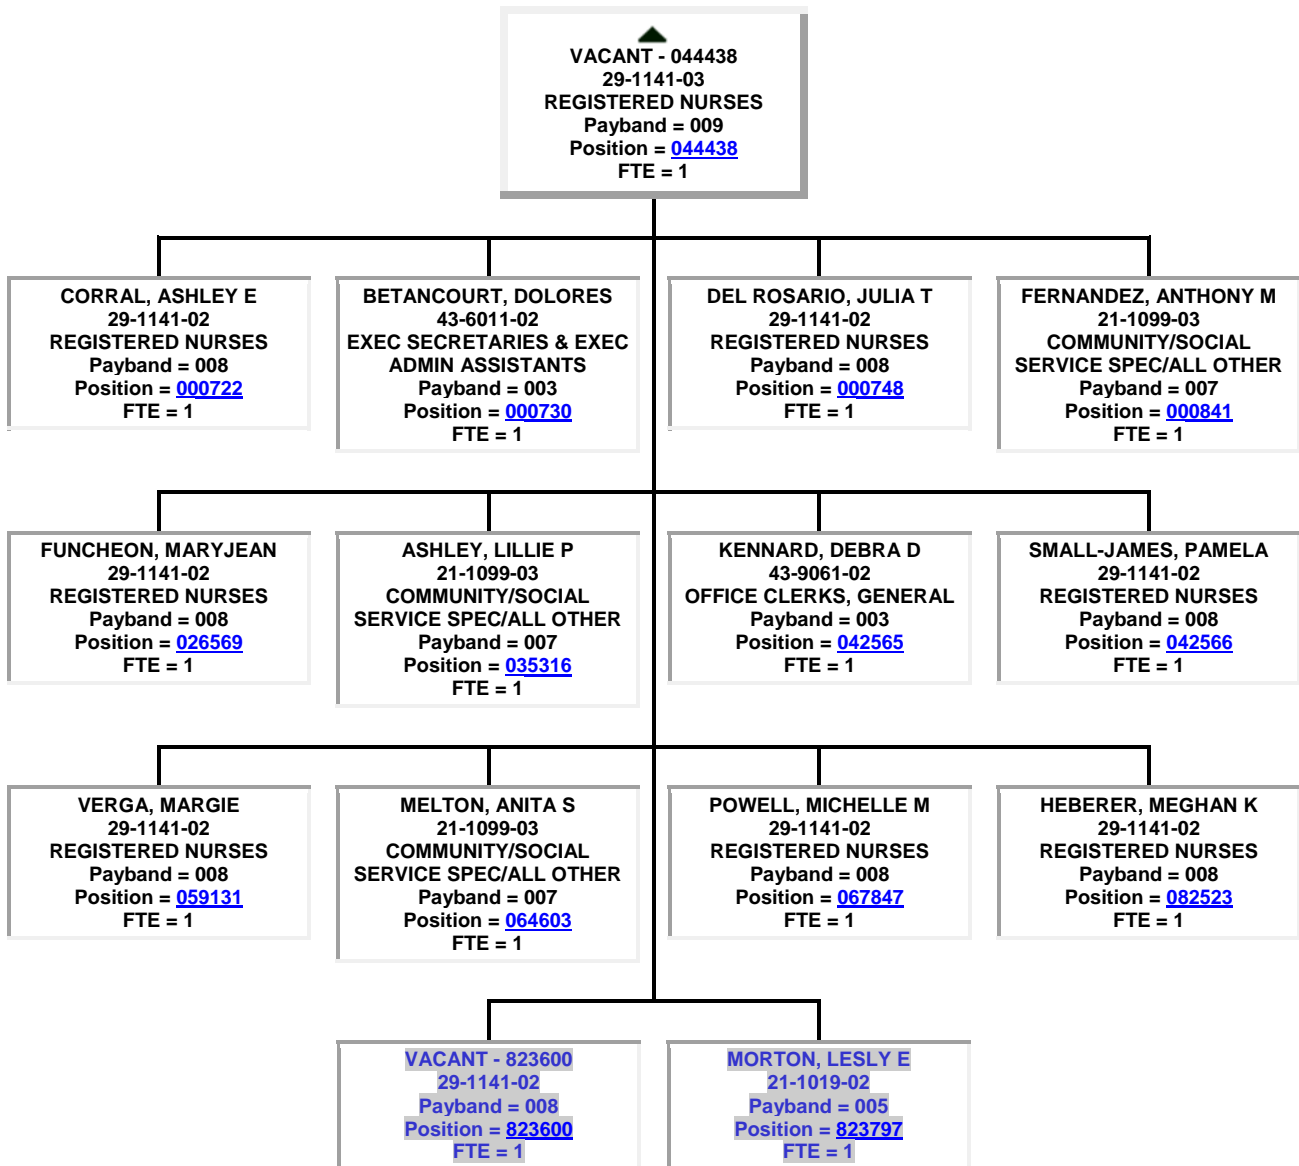 VACANT - 044438
29-1141-03
REGISTERED NURSES
Payband = 009
Position = 044438
FTE = 1
CORRAL, ASHLEY E
29-1141-02
REGISTERED NURSES
Payband = 008
Position = 000722
FTE = 1
BETANCOURT, DOLORES
43-6011-02
EXEC SECRETARIES & EXEC
ADMIN ASSISTANTS
Payband = 003
Position = 000730
FTE = 1
DEL ROSARIO, JULIA T
29-1141-02
REGISTERED NURSES
Payband = 008
Position = 000748
FTE = 1
FERNANDEZ, ANTHONY M
21-1099-03
COMMUNITY/SOCIAL
SERVICE SPEC/ALL OTHER
Payband = 007
Position = 000841
FTE = 1
FUNCHEON, MARYJEAN
29-1141-02
REGISTERED NURSES
Payband = 008
Position = 026569
FTE = 1
ASHLEY, LILLIE P
21-1099-03
COMMUNITY/SOCIAL
SERVICE SPEC/ALL OTHER
Payband = 007
Position = 035316
FTE = 1
KENNARD, DEBRA D
43-9061-02
OFFICE CLERKS, GENERAL
Payband = 003
Position = 042565
FTE = 1
SMALL-JAMES, PAMELA
29-1141-02
REGISTERED NURSES
Payband = 008
Position = 042566
FTE = 1
VERGA, MARGIE
29-1141-02
REGISTERED NURSES
Payband = 008
Position = 059131
FTE = 1
MELTON, ANITA S
21-1099-03
COMMUNITY/SOCIAL
SERVICE SPEC/ALL OTHER
Payband = 007
Position = 064603
FTE = 1
POWELL, MICHELLE M
29-1141-02
REGISTERED NURSES
Payband = 008
Position = 067847
FTE = 1
HEBERER, MEGHAN K
29-1141-02
REGISTERED NURSES
Payband = 008
Position = 082523
FTE = 1
VACANT - 823600
29-1141-02
Payband = 008
Position = 823600
FTE = 1
MORTON, LESLY E
21-1019-02
Payband = 005
Position = 823797
FTE = 1